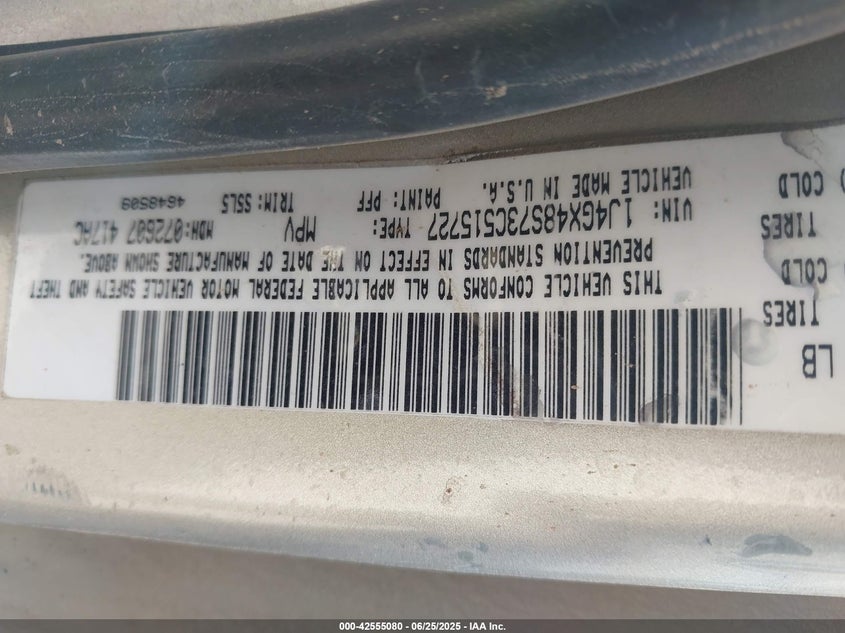 LB
TIRES
COLD
COLD
THIS VEHICLE CONFORMS TO ALL APPLICABLE FEDERAL MOTOR VEHICLE SAFETY AND THEFT
PREVENTION STANDARDS IN EFFECT ON THE DATE OF MANUFACTURE SHOWN ABOVE.
VIN: 1J4GX48S73C515727 TYPE: MPV MDH:072607 417AC
VEHICLE MADE IN U.S.A. PAINT: PFF TRIM: SSLS 4648509
000-42555080 - 06/25/2025 - IAA Inc.